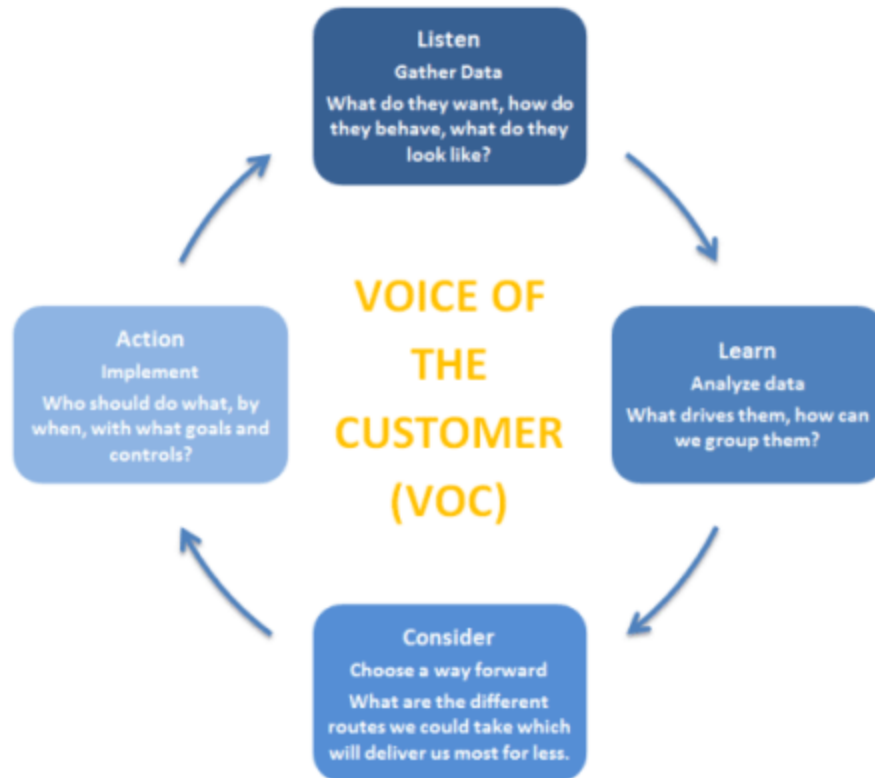 Listen
Gather Data
What do they want, how do
they behave, what do they
look like?
VOICE OF
THE
CUSTOMER
(VOC)
Action
Implement
Who should do what, by
when, with what goals and
controls?
Learn
Analyze data
What drives them, how can
we group them?
Consider
Choose a way forward
What are the different
routes we could take which
will deliver us most for less.